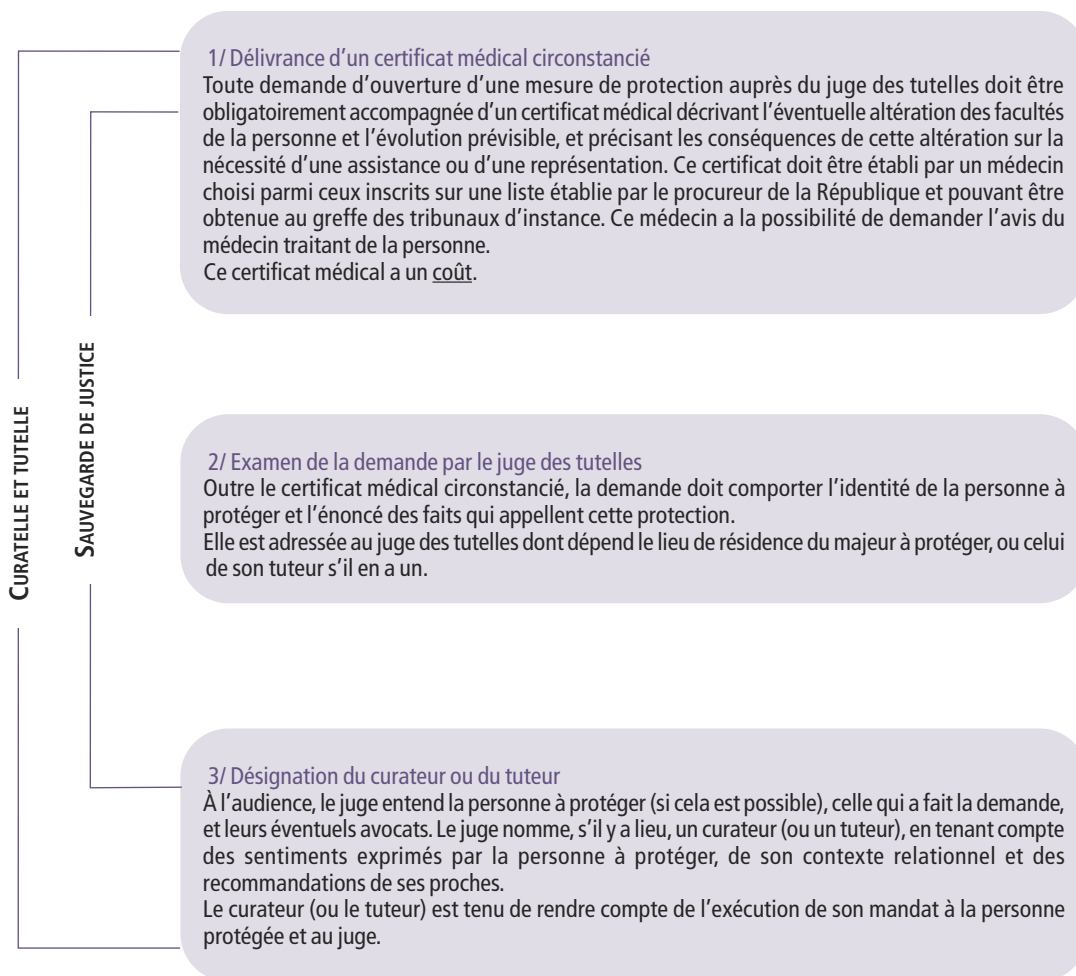 1/ Délivrance d’un certificat médical circonstancié
Toute demande d’ouverture d’une mesure de protection auprès du juge des tutelles doit être
obligatoirement accompagnée d’un certificat médical décrivant l’éventuelle altération des facultés
de la personne et l’évolution prévisible, et précisant les conséquences de cette altération sur la
nécessité d’une assistance ou d’une représentation. Ce certificat doit être établi par un médecin
choisi parmi ceux inscrits sur une liste établie par le procureur de la République et pouvant être
obtenue au greffe des tribunaux d’instance. Ce médecin a la possibilité de demander l’avis du
médecin traitant de la personne.
Ce certificat médical a un coût.
CURATELLE ET TUTELLE
SAUVEGARDE DE JUSTICE
2/ Examen de la demande par le juge des tutelles
Outre le certificat médical circonstancié, la demande doit comporter l’identité de la personne à
protéger et l’énoncé des faits qui appellent cette protection.
Elle est adressée au juge des tutelles dont dépend le lieu de résidence du majeur à protéger, ou celui
de son tuteur s’il en a un.
3/ Désignation du curateur ou du tuteur
À l’audience, le juge entend la personne à protéger (si cela est possible), celle qui a fait la demande,
et leurs éventuels avocats. Le juge nomme, s’il y a lieu, un curateur (ou un tuteur), en tenant compte
des sentiments exprimés par la personne à protéger, de son contexte relationnel et des
recommandations de ses proches.
Le curateur (ou le tuteur) est tenu de rendre compte de l’exécution de son mandat à la personne
protégée et au juge.